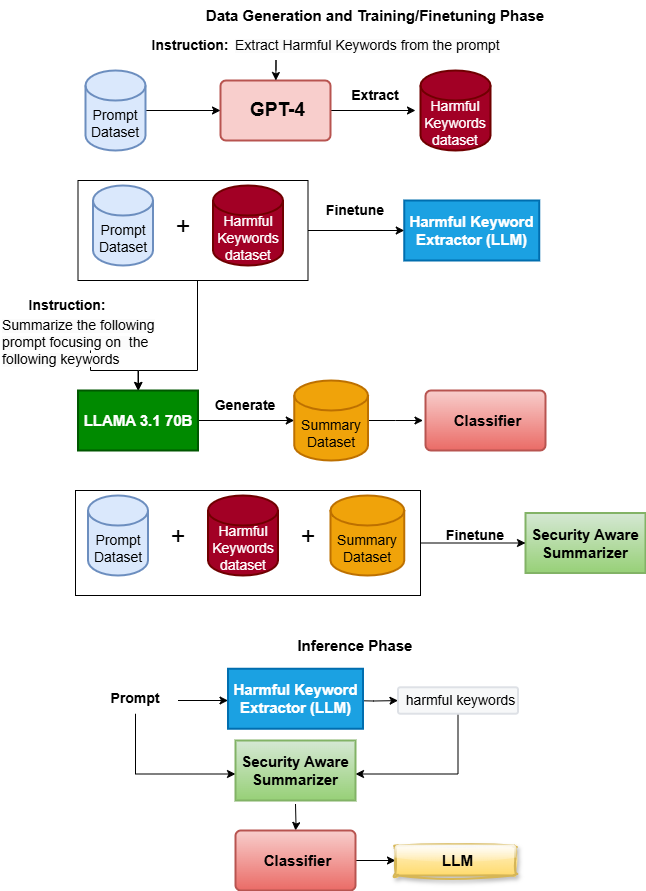 Data Generation and Training/Finetuning Phase
Instruction: Extract Harmful Keywords from the prompt
Prompt
Dataset
GPT-4
Extract
Harmful
Keywords
dataset
Prompt
Dataset
+
Harmful
Keywords
dataset
Finetune
Harmful Keyword
Extractor (LLM)
Instruction:
Summarize the following
prompt focusing on the
following keywords
LLAMA 3.1 70B
Generate
Summary
Dataset
Classifier
Prompt
Dataset
+
Harmful
Keywords
dataset
+
Summary
Dataset
Finetune
Security Aware
Summarizer
Inference Phase
Prompt
Harmful Keyword
Extractor (LLM)
harmful keywords
Security Aware
Summarizer
Classifier
LLM